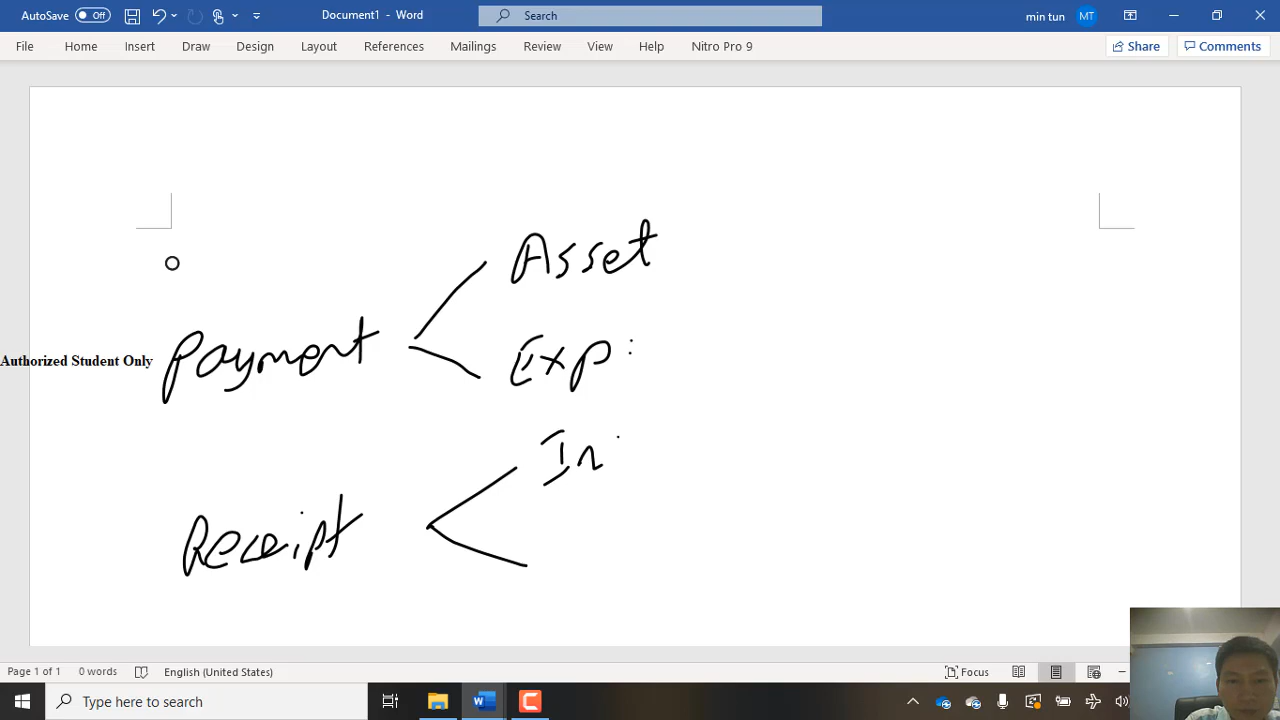 AutoSave Off Document1 - Word Search min tun MT
File Home Insert Draw Design Layout References Mailings Review View Help Nitro Pro 9 Share Comments
Asset
Payment
Authorized Student Only
Exp :
In
Receipt
Page 1 of 1 0 words English (United States) Focus
Type here to search